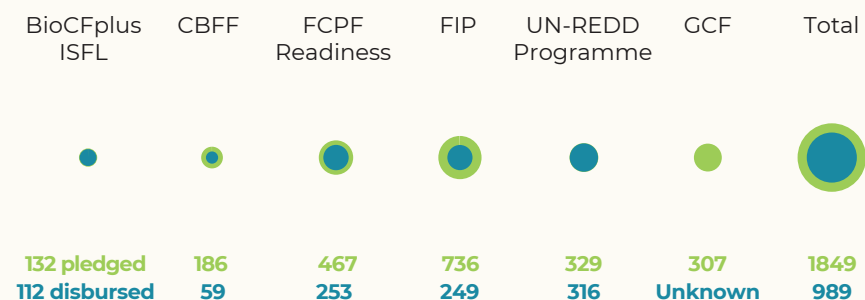 BioCFplus CBFF FCPF FIP UN-REDD GCF Total
ISFL Readiness Programme
132 pledged 186 467 736 329 307 1849
112 disbursed 59 253 249 316 Unknown 989